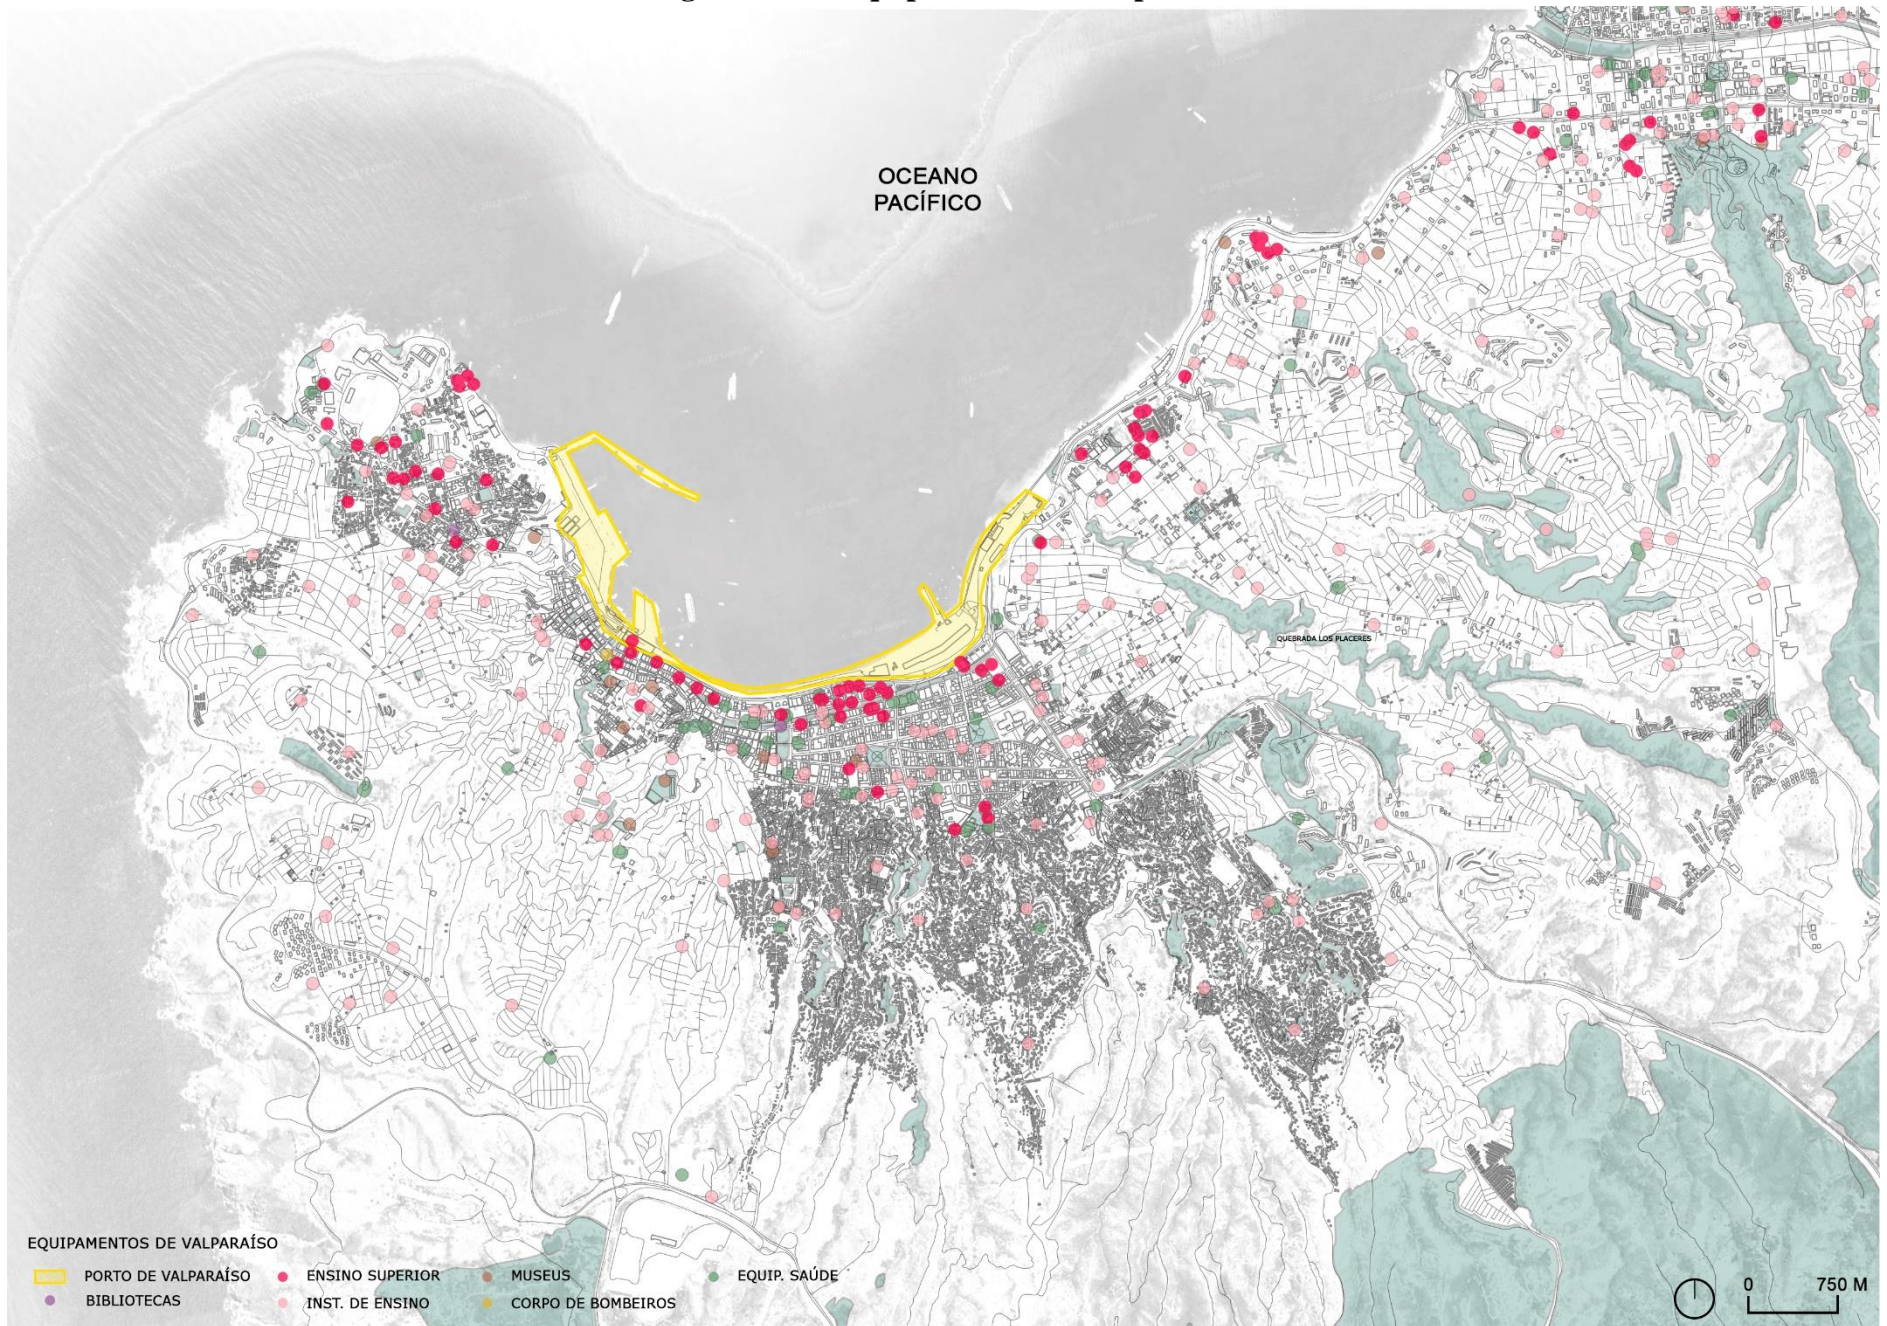 OCEANO
PACÍFICO
QUEBRADA LOS PLACERES
EQUIPAMENTOS DE VALPARAÍSO
PORTO DE VALPARAÍSO
ENSINO SUPERIOR
MUSEUS
EQUIP. SAÚDE
BIBLIOTECAS
INST. DE ENSINO
CORPO DE BOMBEIROS
0 750 M